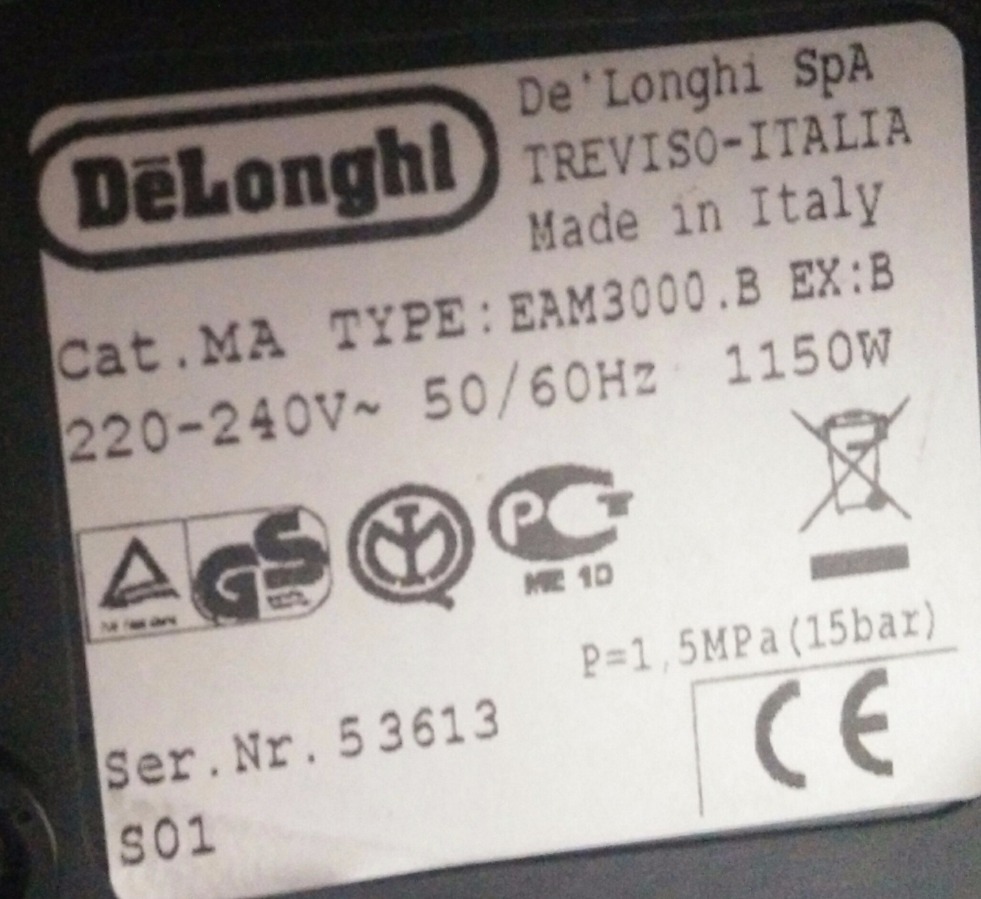 DēLonghi
De'Longhi SpA
TREVISO-ITALIA
Made in Italy
Cat.MA TYPE:EAM3000.B EX:B
220-240V~ 50/60Hz 1150W
GS
PCT
ME 10
P=1,5MPa(15bar)
CE
Ser.Nr.53613
S01